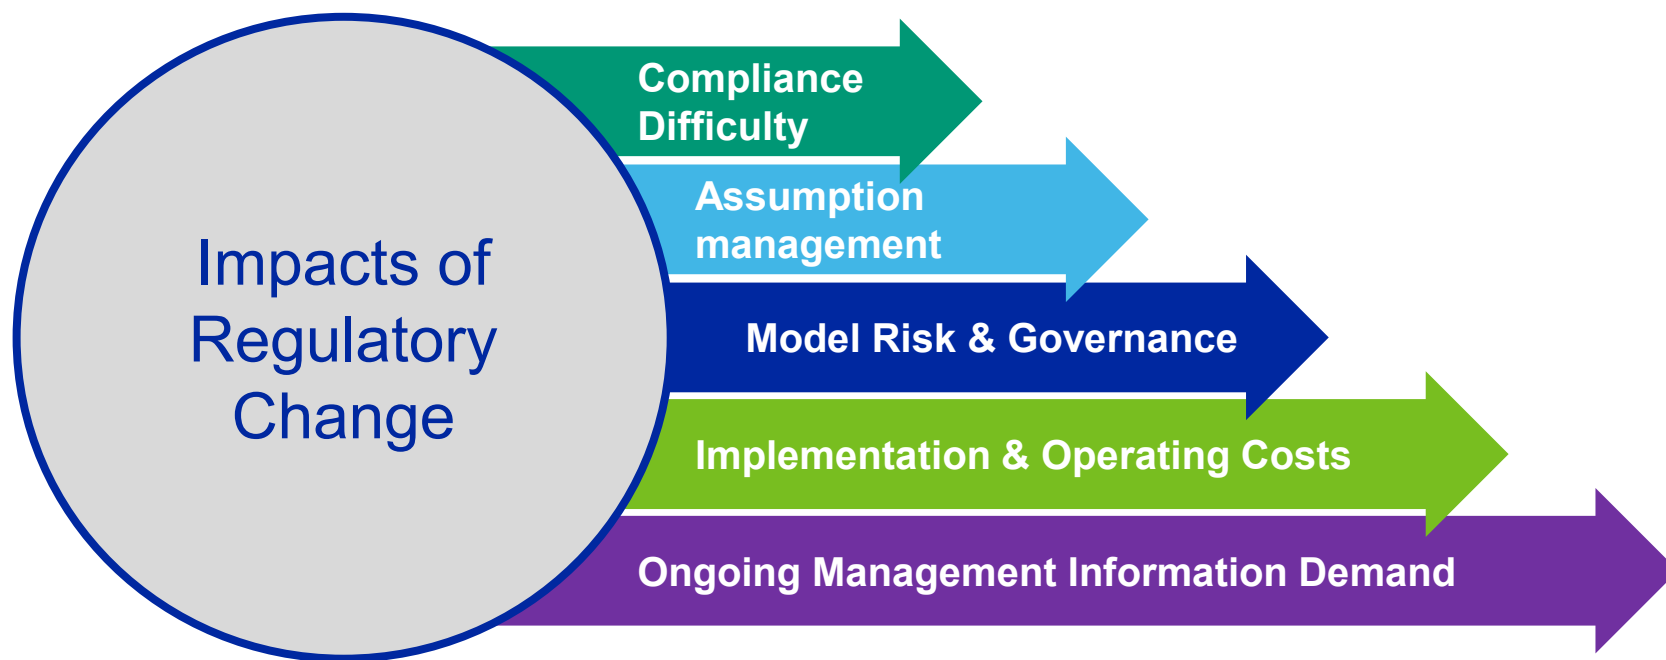 Impacts of
Regulatory
Change
Compliance
Difficulty
Assumption
management
Model Risk & Governance
Implementation & Operating Costs
Ongoing Management Information Demand